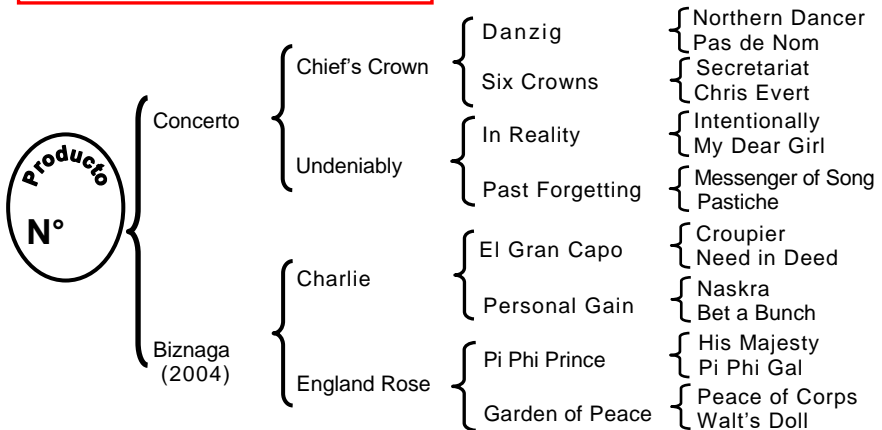 Producto
N°
Concerto
Biznaga
(2004)
Chief's Crown
Undeniably
Charlie
England Rose
Danzig
Six Crowns
In Reality
Past Forgetting
El Gran Capo
Personal Gain
Pi Phi Prince
Garden of Peace
Northern Dancer
Pas de Nom
Secretariat
Chris Evert
Intentionally
My Dear Girl
Messenger of Song
Pastiche
Croupier
Need in Deed
Naskra
Bet a Bunch
His Majesty
Pi Phi Gal
Peace of Corps
Walt's Doll